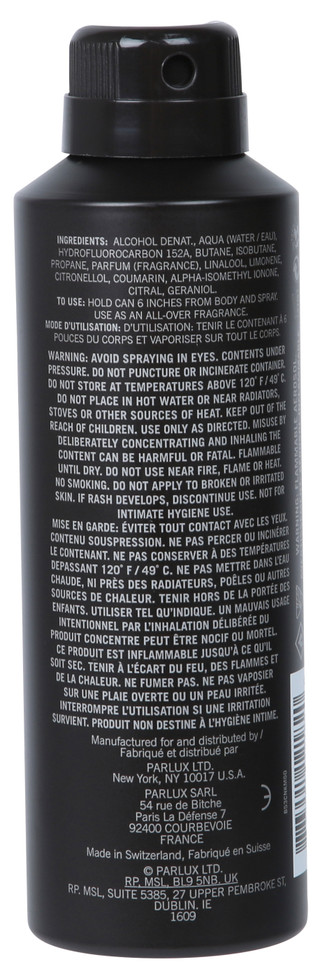 INGREDIENTS: ALCOHOL DENAT., AQUA (WATER / EAU),
HYDROFLUOROCARBON 152A, BUTANE, ISOBUTANE,
PROPANE, PARFUM (FRAGRANCE), LINALOOL, LIMONENE,
CITRONELLOL, COUMARIN, ALPHA-ISOMETHYL IONONE,
CITRAL, GERANIOL.
TO USE: HOLD CAN 6 INCHES FROM BODY AND SPRAY.
USE AS AN ALL-OVER FRAGRANCE.
MODE D'UTILISATION: D'UTILISATION: TENIR LE CONTENANT À 6
POUCES DU CORPS ET VAPORISER SUR TOUT LE CORPS.
WARNING: AVOID SPRAYING IN EYES. CONTENTS UNDER
PRESSURE. DO NOT PUNCTURE OR INCINERATE CONTAINER.
DO NOT STORE AT TEMPERATURES ABOVE 120˚F / 49˚ C.
DO NOT PLACE IN HOT WATER OR NEAR RADIATORS,
STOVES OR OTHER SOURCES OF HEAT. KEEP OUT OF THE
REACH OF CHILDREN. USE ONLY AS DIRECTED. MISUSE BY
DELIBERATELY CONCENTRATING AND INHALING THE
CONTENT CAN BE HARMFUL OR FATAL. FLAMMABLE
UNTIL DRY. DO NOT USE NEAR FIRE, FLAME OR HEAT.
NO SMOKING. DO NOT APPLY TO BROKEN OR IRRITATED
SKIN. IF RASH DEVELOPS, DISCONTINUE USE. NOT FOR
INTIMATE HYGIENE USE.
MISE EN GARDE: ÉVITER TOUT CONTACT AVEC LES YEUX.
CONTENU SOUSPRESSION. NE PAS PERCER OU INCINÉRER
LE CONTENANT. NE PAS CONSERVER À DES TEMPÉRATURES
DEPASSANT 120˚ F / 49˚ C. NE PAS METTRE DANS L'EAU
CHAUDE, NI PRÈS DES RADIATEURS, POÊLES OU AUTRES
SOURCES DE CHALEUR. TENIR HORS DE LA PORTÉE DES
ENFANTS. UTILISER TEL QU'INDIQUE. UN MAUVAIS USAGE
INTENTIONNEL PAR L'INHALATION DÉLIBÉRÉE DU
PRODUIT CONCENTRE PEUT ÊTRE NOCIF OU MORTEL.
CE PRODUIT EST INFLAMMABLE JUSQU'À CE QU'IL
SOIT SEC. TENIR À L'ÉCART DU FEU, DES FLAMMES ET
DE LA CHALEUR. NE FUMER PAS. NE PAS VAPORISER
SUR UNE PLAIE OVERTE OU UN PEAU IRRITÉE.
INTERROMPRE L'UTILISATION SI UNE IRRITATION
SURVIENT. PRODUIT NON DESTINE À L'HYGIÈNE INTIME.
Manufactured for and distributed by /
Fabriqué et distribué par
PARLUX LTD.
New York, NY 10017 U.S.A.
PARLUX SARL
54 rue de Bitche
Paris La Défense 7
92400 COURBEVOIE
FRANCE
Made in Switzerland, Fabriqué en Suisse
© PARLUX LTD.
RP. MSL, BL9 5NB. UK
RP. MSL, SUITE 5385, 27 UPPER PEMBROKE ST,
DUBLIN. IE
1609
WARNING: FLAMMABLE AEROSOL